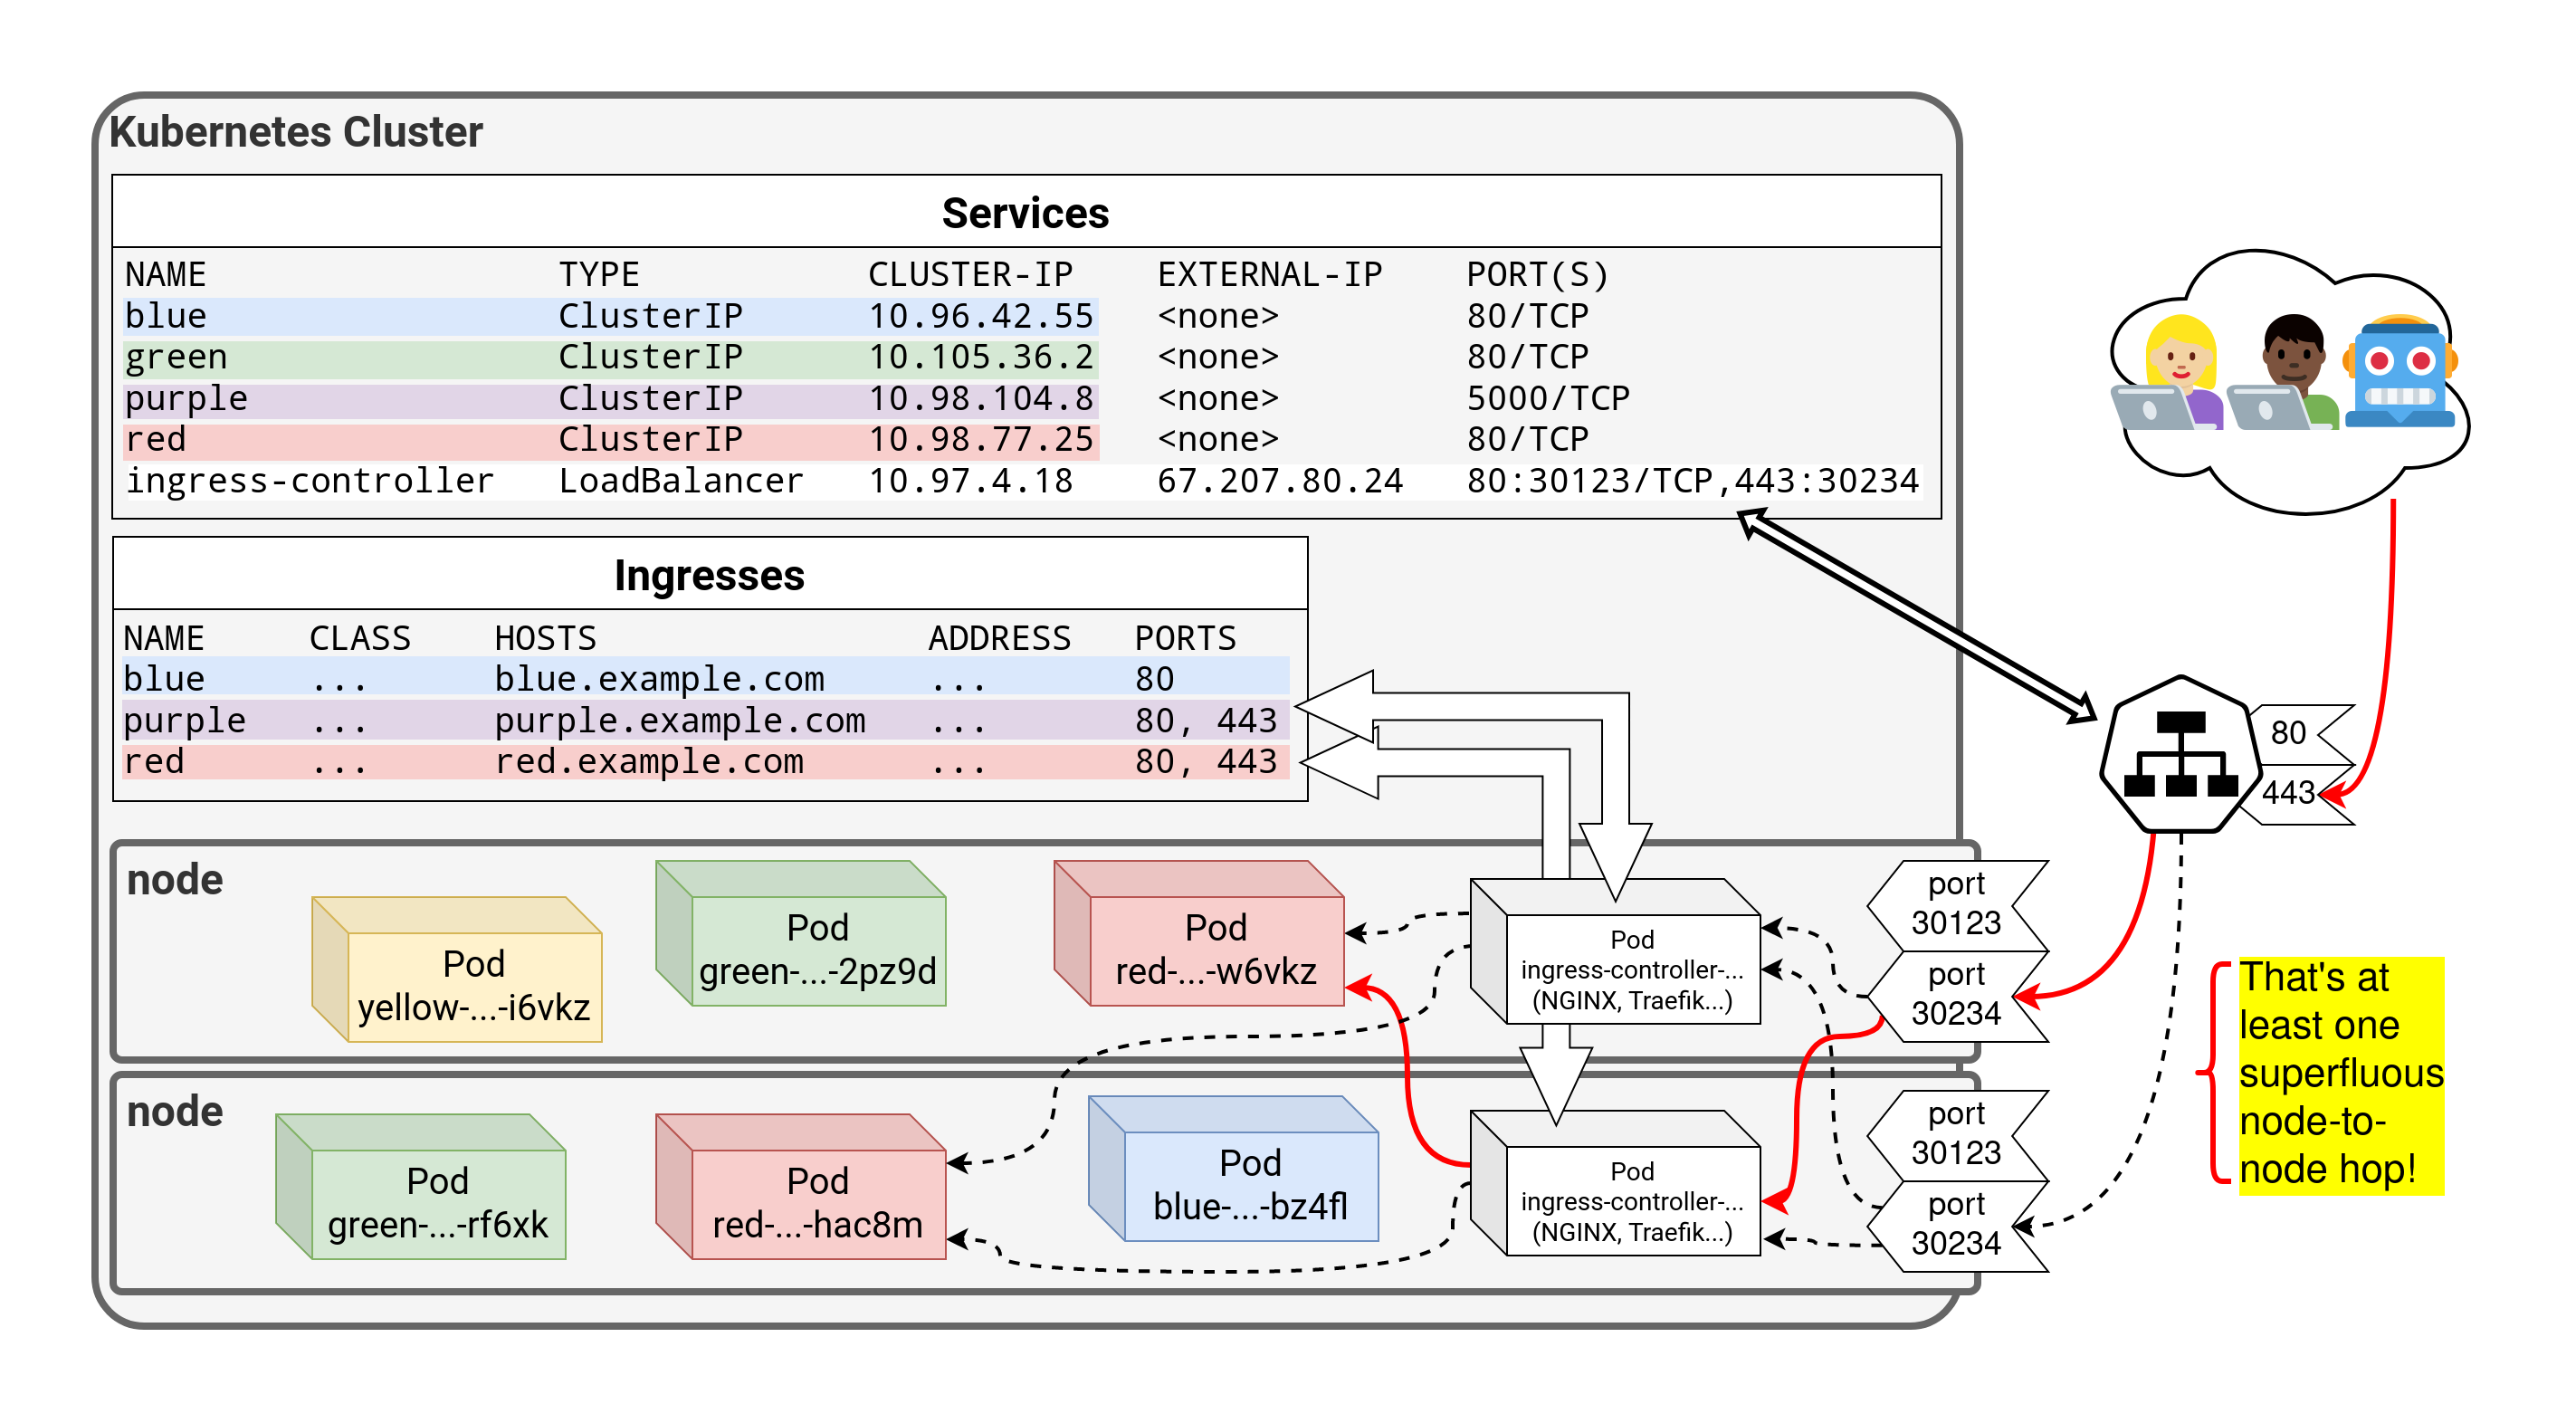 Kubernetes Cluster
Services
NAME TYPE CLUSTER-IP EXTERNAL-IP PORT(S)
blue ClusterIP 10.96.42.55 <none> 80/TCP
green ClusterIP 10.105.36.2 <none> 80/TCP
purple ClusterIP 10.98.104.8 <none> 5000/TCP
red ClusterIP 10.98.77.25 <none> 80/TCP
ingress-controller LoadBalancer 10.97.4.18 67.207.80.24 80:30123/TCP,443:30234
Ingresses
NAME CLASS HOSTS ADDRESS PORTS
blue ... blue.example.com ... 80
purple ... purple.example.com ... 80, 443
red ... red.example.com ... 80, 443
80
443
node
Pod
yellow-...-i6vkz
Pod
green-...-2pz9d
Pod
red-...-w6vkz
Pod
ingress-controller-...
(NGINX, Traefik...)
port
30123
port
30234
node
Pod
green-...-rf6xk
Pod
red-...-hac8m
Pod
blue-...-bz4fl
Pod
ingress-controller-...
(NGINX, Traefik...)
port
30123
port
30234
That's at
least one
superfluous
node-to-
node hop!